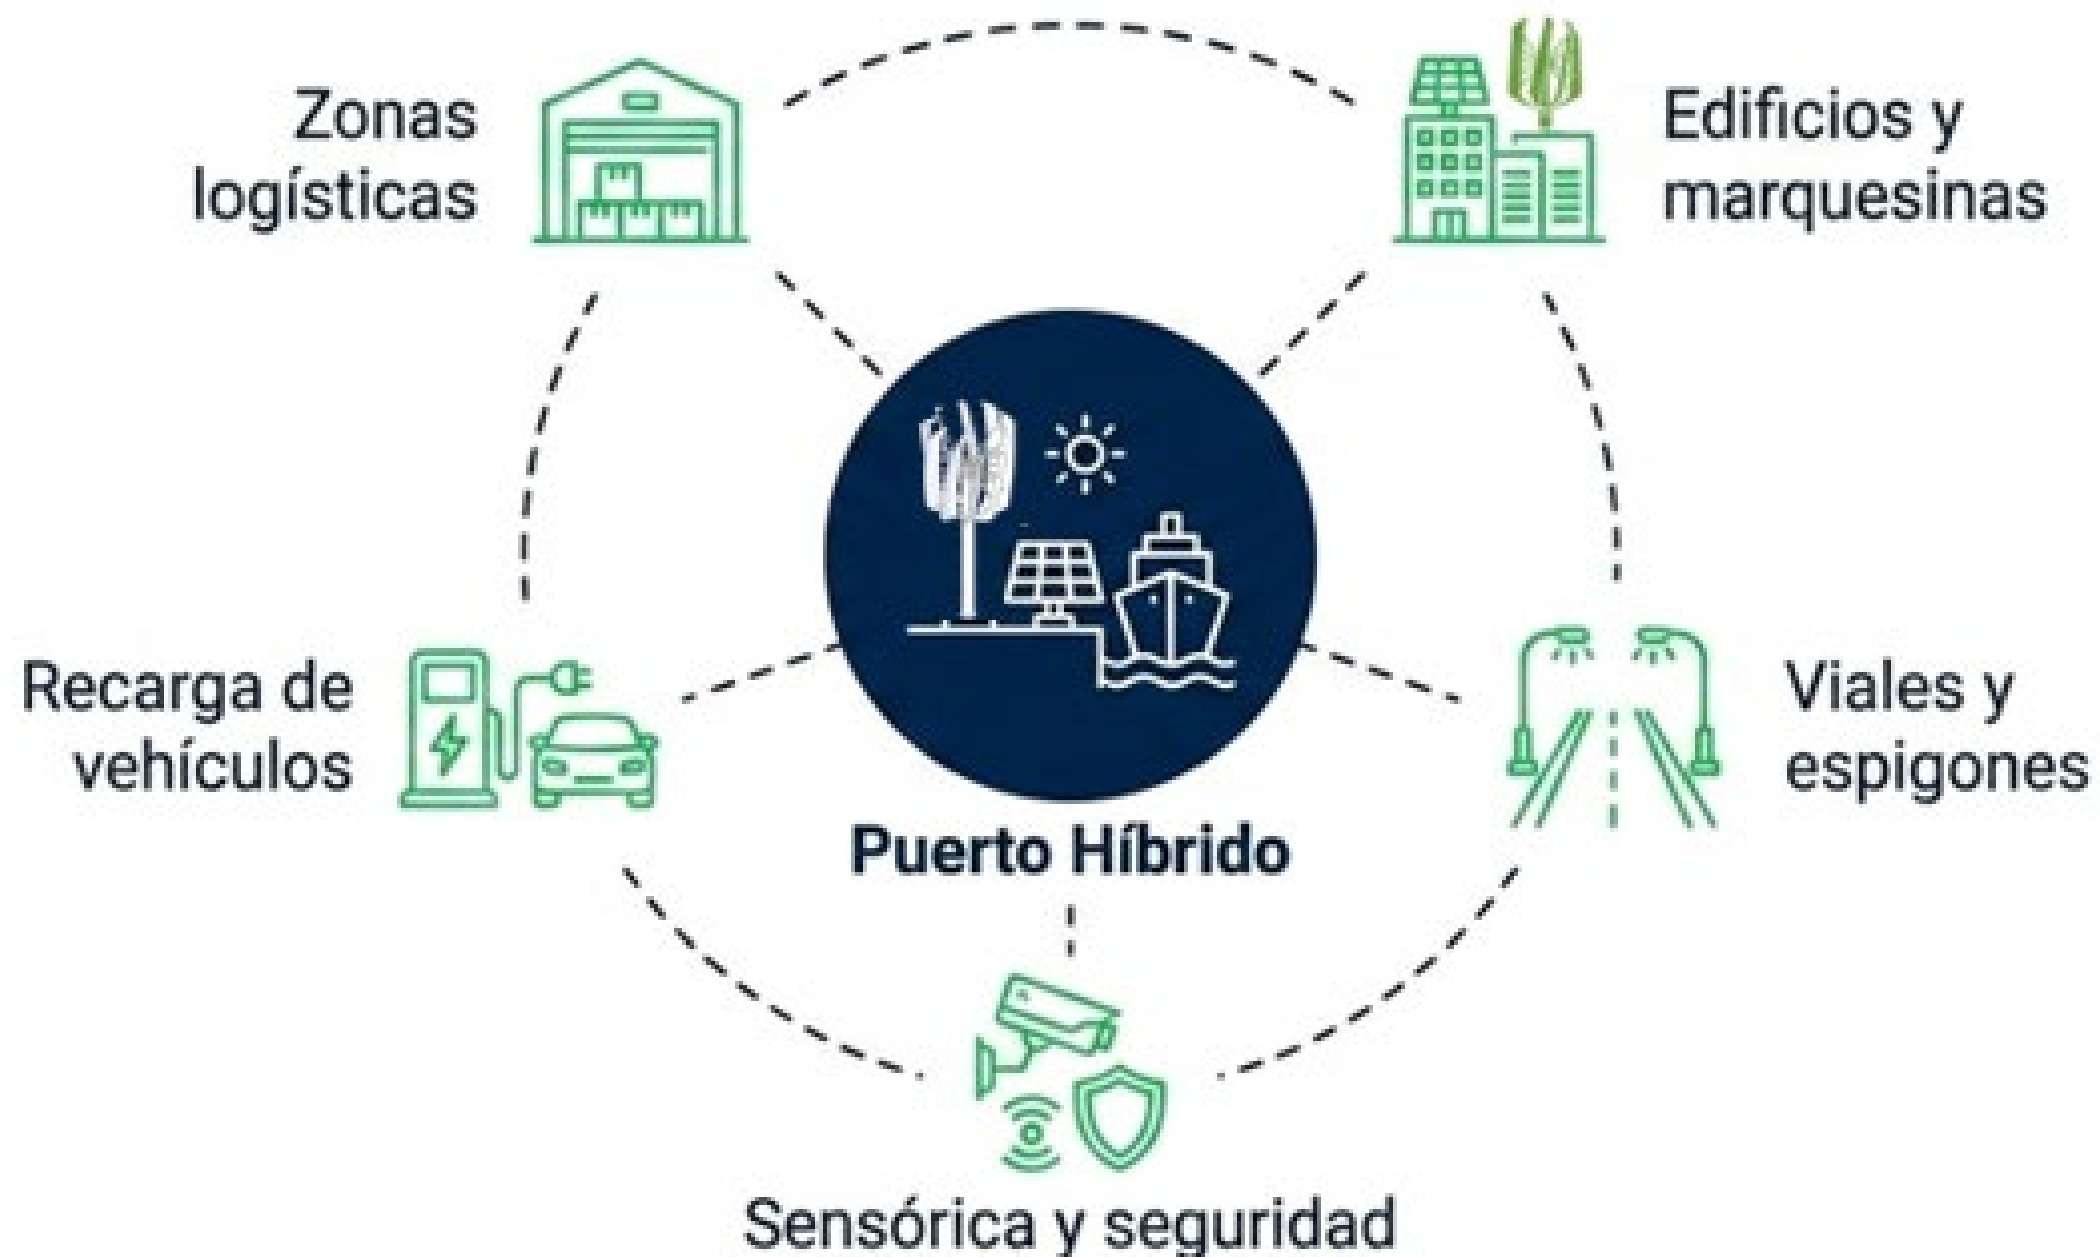 Zonas
logísticas
Edificios y
marquesinas
Recarga de
vehículos
Viales y
espigones
Puerto Híbrido
Sensórica y seguridad